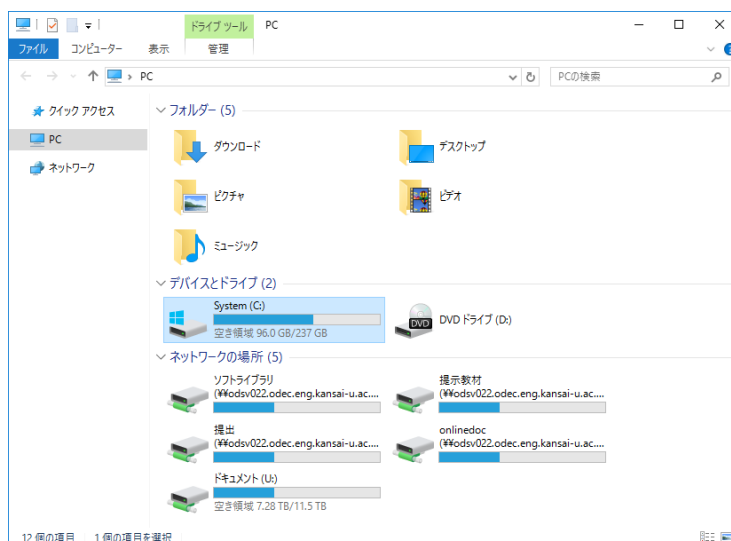 ドライブ ツール PC
ファイル コンピューター 表示 管理
PC
PCの検索
クイック アクセス
PC
ネットワーク
フォルダー (5)
ダウンロード
デスクトップ
ピクチャ
ビデオ
ミュージック
デバイスとドライブ (2)
System (C:)
空き領域 96.0 GB/237 GB
DVD
DVD ドライブ (D:)
ネットワークの場所 (5)
ソフトライブラリ
(¥¥odsv022.odec.eng.kansai-u.ac....
提示教材
(¥¥odsv022.odec.eng.kansai-u.ac....
提出
(¥¥odsv022.odec.eng.kansai-u.ac....
onlinedoc
(¥¥odsv022.odec.eng.kansai-u.ac....
ドキュメント (U:)
空き領域 7.28 TB/11.5 TB
12 個の項目 1 個の項目を選択